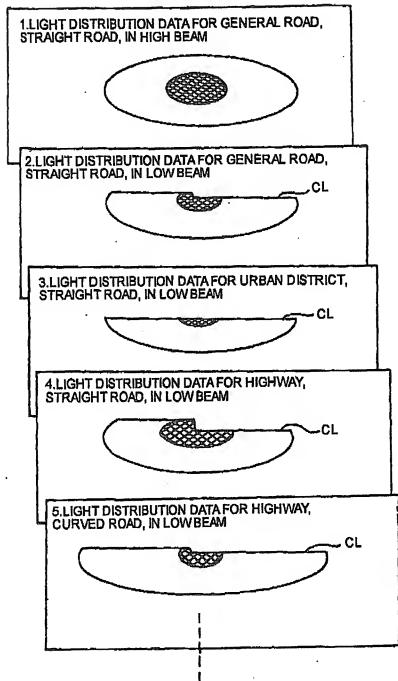 1.LIGHT DISTRIBUTION DATA FOR GENERAL ROAD,
STRAIGHT ROAD, IN HIGH BEAM
2.LIGHT DISTRIBUTION DATA FOR GENERAL ROAD,
STRAIGHT ROAD, IN LOW BEAM
CL
3.LIGHT DISTRIBUTION DATA FOR URBAN DISTRICT,
STRAIGHT ROAD, IN LOW BEAM
CL
4.LIGHT DISTRIBUTION DATA FOR HIGHWAY,
STRAIGHT ROAD, IN LOW BEAM
CL
5.LIGHT DISTRIBUTION DATA FOR HIGHWAY,
CURVED ROAD, IN LOW BEAM
CL